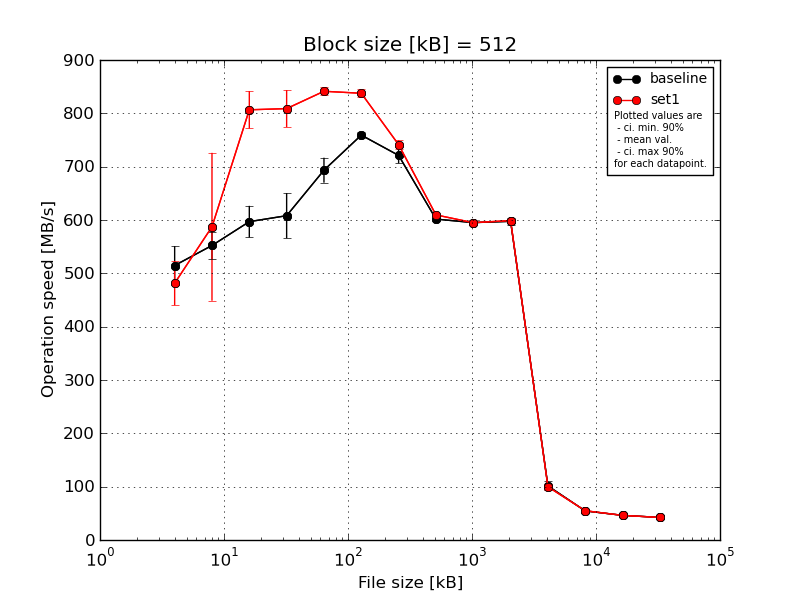 Block size [kB] = 512
900
800
700
600
500
400
300
200
100
0
Operation speed [MB/s]
baseline
set1
Plotted values are
- ci. min. 90%
- mean val.
- ci. max 90%
for each datapoint.
10^0 10^1 10^2 10^3 10^4 10^5
File size [kB]